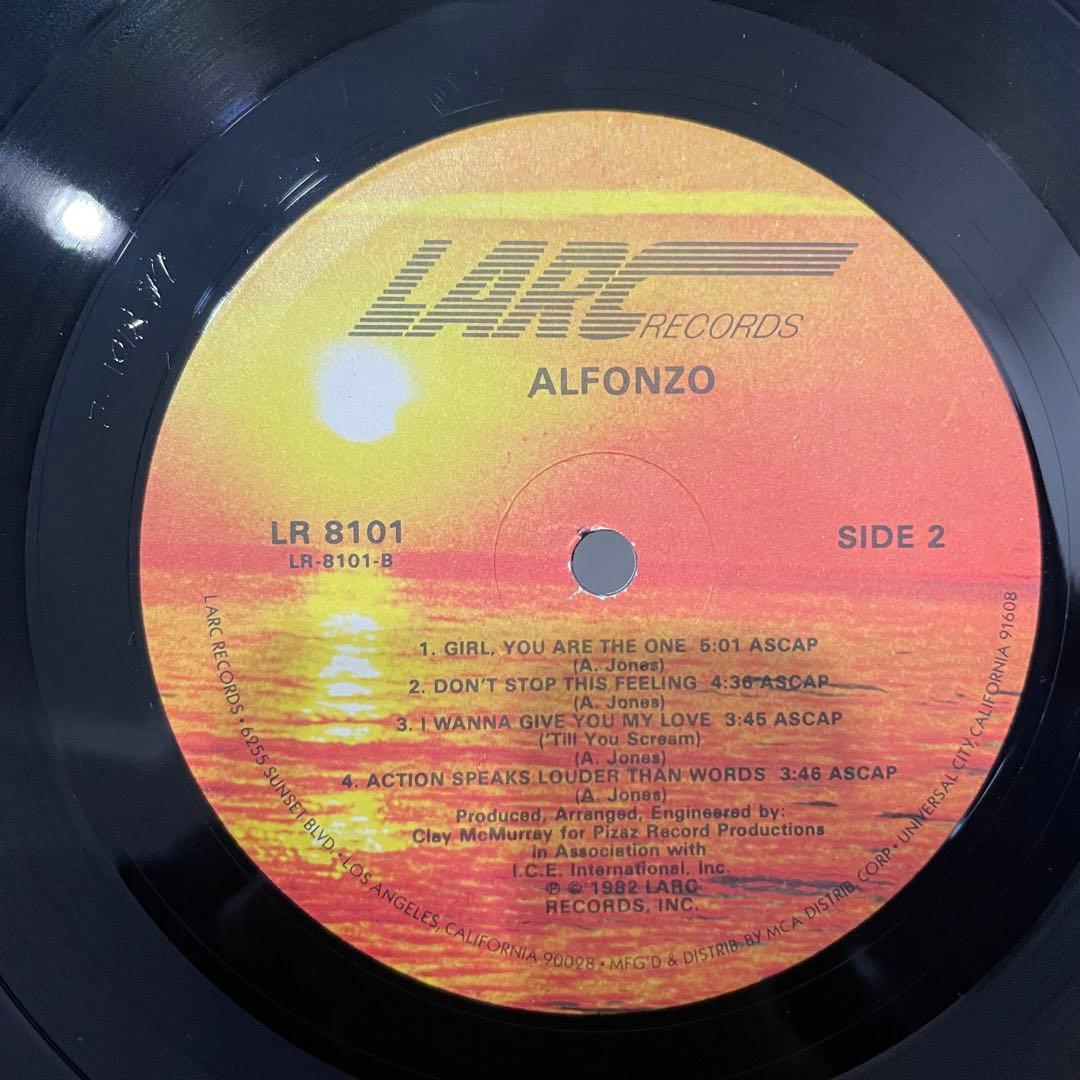 LARC RECORDS
ALFONZO
LR 8101
LR-8101-B
SIDE 2
1. GIRL, YOU ARE THE ONE 5:01 ASCAP
(A. Jones)
2. DON'T STOP THIS FEELING 4:36 ASCAP
(A. Jones)
3. I WANNA GIVE YOU MY LOVE 3:45 ASCAP
('Till You Scream)
(A. Jones)
4. ACTION SPEAKS LOUDER THAN WORDS 3:46 ASCAP
(A. Jones)
Produced, Arranged, Engineered by:
Clay McMurray for Pizaz Record Productions
in Association with
I.C.E. International, Inc.
℗ © 1982 LARC
RECORDS, INC.
LARC RECORDS • 6255 SUNSET BLVD. • LOS ANGELES, CALIFORNIA 90028 • MFG'D & DISTRIB. BY MCA DISTRIB. CORP. • UNIVERSAL CITY, CALIFORNIA 91608